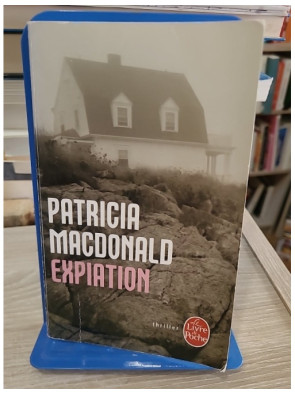 PATRICIA
MACDONALD
EXPIATION
thriller
Le Livre
de Poche